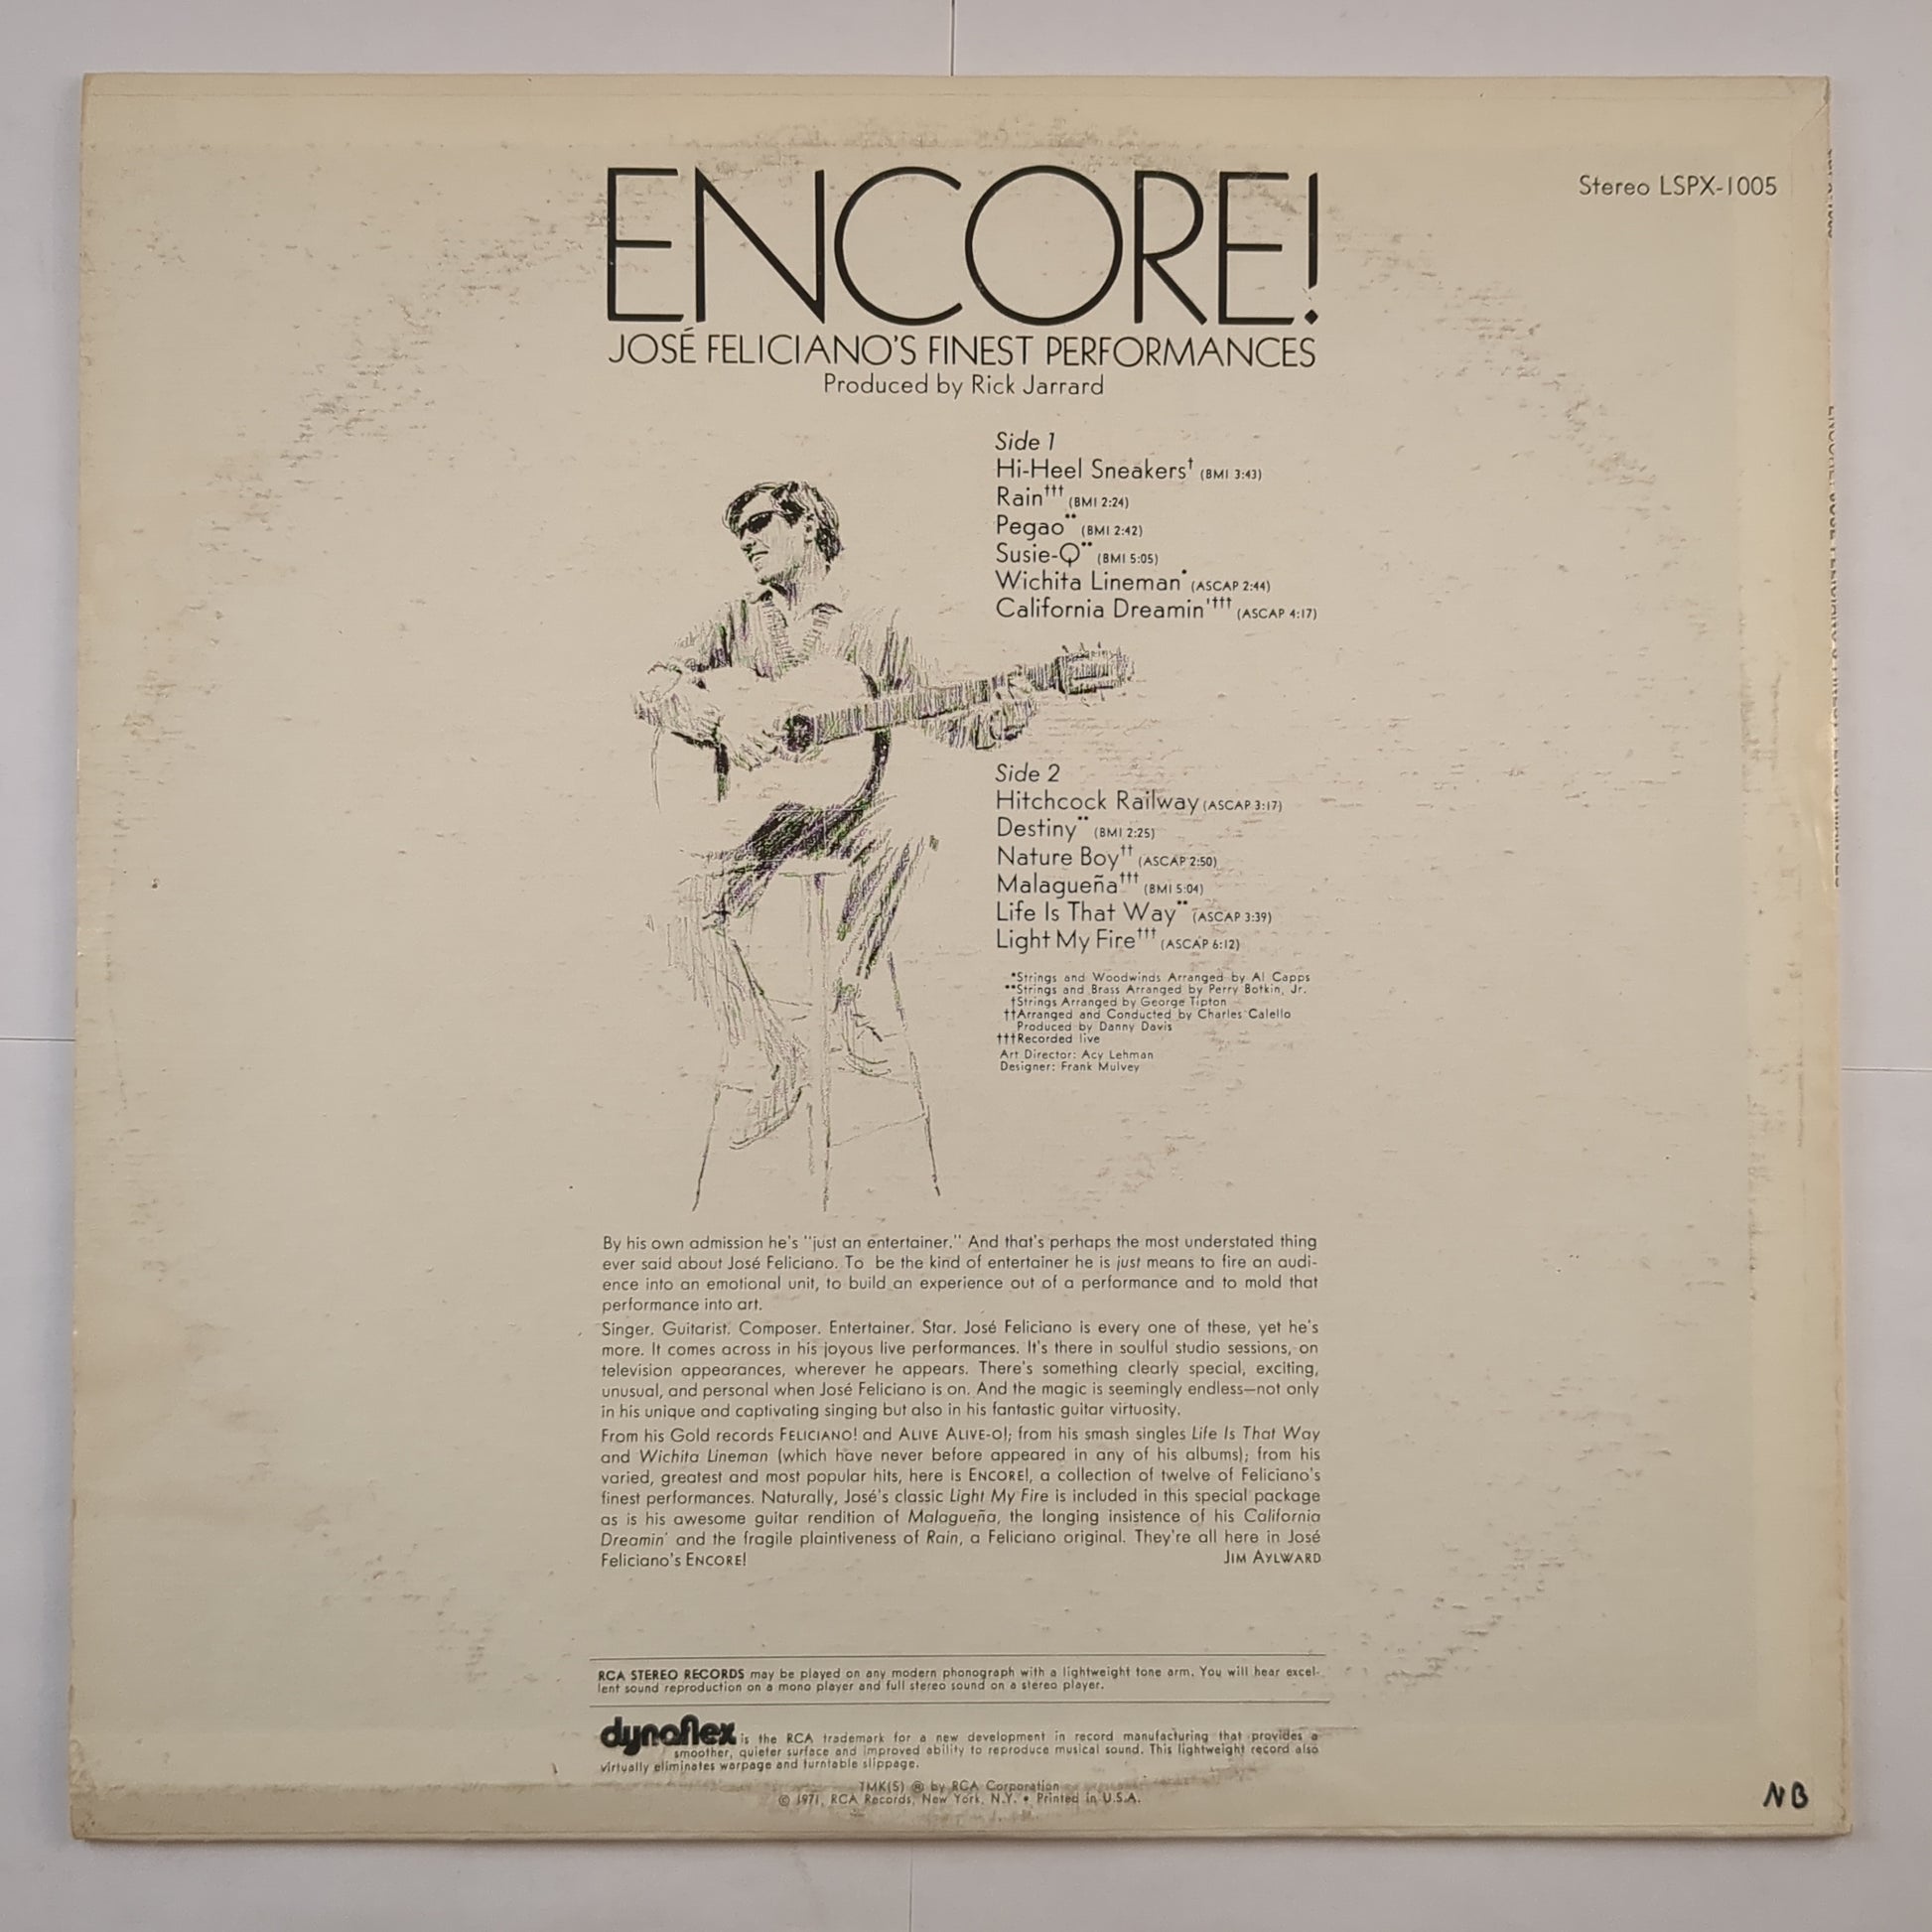 ENCORE!
JOSÉ FELICIANO'S FINEST PERFORMANCES
Produced by Rick Jarrard
Stereo LSPX-1005
Side 1
Hi-Heel Sneakers† (BMI 3:43)
Rain††† (BMI 2:24)
Pegao** (BMI 2:42)
Susie-Q** (BMI 5:05)
Wichita Lineman* (ASCAP 2:44)
California Dreamin'††† (ASCAP 4:17)
Side 2
Hitchcock Railway (ASCAP 3:17)
Destiny** (BMI 2:25)
Nature Boy†† (ASCAP 2:50)
Malagueña††† (BMI 5:04)
Life Is That Way** (ASCAP 3:39)
Light My Fire††† (ASCAP 6:12)
*Strings and Woodwinds Arranged by Al Capps
**Strings and Brass Arranged by Perry Botkin, Jr.
†Strings Arranged by George Tipton
††Arranged and Conducted by Charles Calello
Produced by Danny Davis
†††Recorded live
Art Director: Acy Lehman
Designer: Frank Mulvey
By his own admission he's "just an entertainer." And that's perhaps the most understated thing
ever said about José Feliciano. To be the kind of entertainer he is just means to fire an audi-
ence into an emotional unit, to build an experience out of a performance and to mold that
performance into art.
Singer. Guitarist. Composer. Entertainer. Star. José Feliciano is every one of these, yet he's
more. It comes across in his joyous live performances. It's there in soulful studio sessions, on
television appearances, wherever he appears. There's something clearly special, exciting,
unusual, and personal when José Feliciano is on. And the magic is seemingly endless—not only
in his unique and captivating singing but also in his fantastic guitar virtuosity.
From his Gold records FELICIANO! and ALIVE ALIVE-O!; from his smash singles Life Is That Way
and Wichita Lineman (which have never before appeared in any of his albums); from his
varied, greatest and most popular hits, here is ENCORE!, a collection of twelve of Feliciano's
finest performances. Naturally, José's classic Light My Fire is included in this special package
as is his awesome guitar rendition of Malagueña, the longing insistence of his California
Dreamin' and the fragile plaintiveness of Rain, a Feliciano original. They're all here in José
Feliciano's ENCORE! JIM AYLWARD
RCA STEREO RECORDS may be played on any modern phonograph with a lightweight tone arm. You will hear excel-
lent sound reproduction on a mono player and full stereo sound on a stereo player.
dynaflex is the RCA trademark for a new development in record manufacturing that provides a
smoother, quieter surface and improved ability to reproduce musical sound. This lightweight record also
virtually eliminates warpage and turntable slippage.
TMK(S) ® by RCA Corporation
© 1971, RCA Records, New York, N.Y. • Printed in U.S.A.
NB